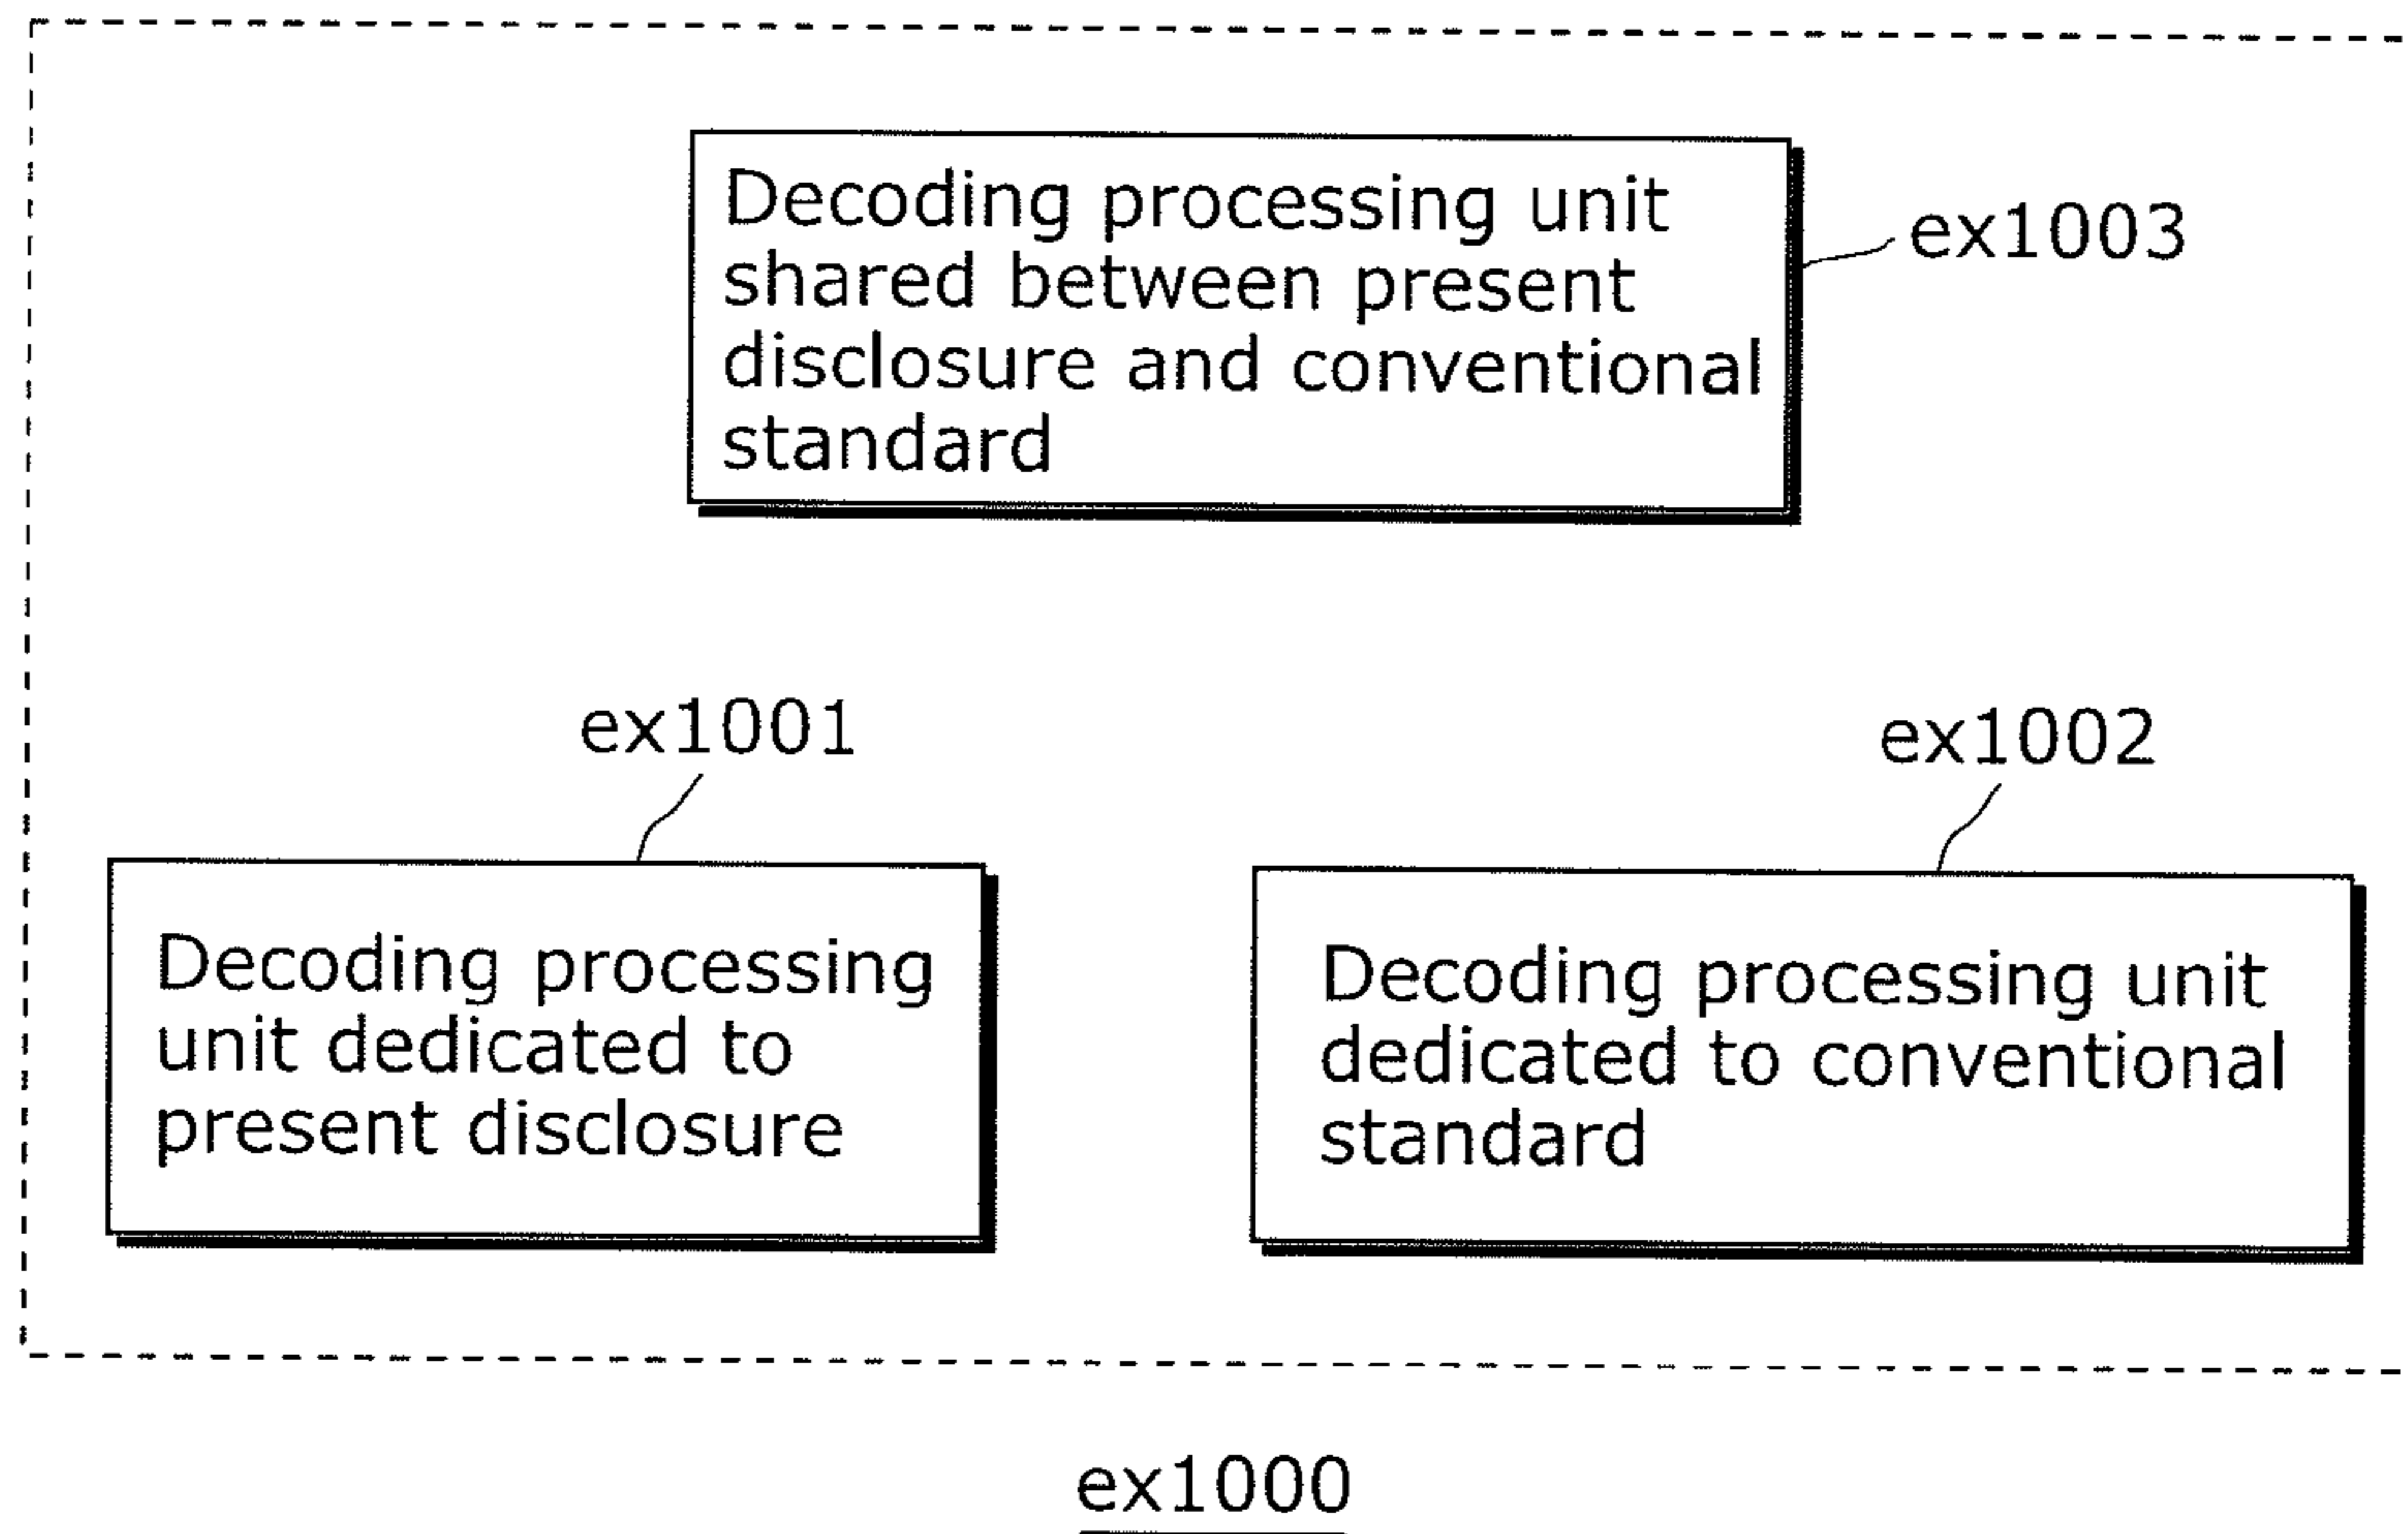 Decoding processing unit
shared between present
disclosure and conventional
standard
ex1003
ex1001
ex1002
Decoding processing
unit dedicated to
present disclosure
Decoding processing unit
dedicated to conventional
standard
ex1000